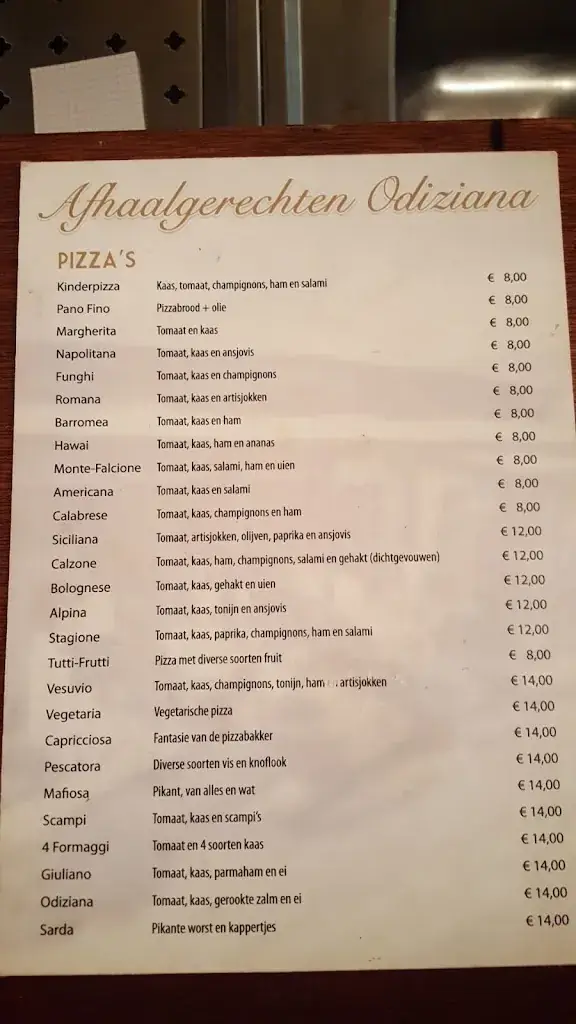 Afhaalgerechten Odiziana
PIZZA'S
Kinderpizza Kaas, tomaat, champignons, ham en salami € 8,00
Pano Fino Pizzabrood + olie € 8,00
Margherita Tomaat en kaas € 8,00
Napolitana Tomaat, kaas en ansjovis € 8,00
Funghi Tomaat, kaas en champignons € 8,00
Romana Tomaat, kaas en artisjokken € 8,00
Barromea Tomaat, kaas en ham € 8,00
Hawai Tomaat, kaas, ham en ananas € 8,00
Monte-Falcione Tomaat, kaas, salami, ham en uien € 8,00
Americana Tomaat, kaas en salami € 8,00
Calabrese Tomaat, kaas, champignons en ham € 8,00
Siciliana Tomaat, artisjokken, olijven, paprika en ansjovis € 12,00
Calzone Tomaat, kaas, ham, champignons, salami en gehakt (dichtgevouwen) € 12,00
Bolognese Tomaat, kaas, gehakt en uien € 12,00
Alpina Tomaat, kaas, tonijn en ansjovis € 12,00
Stagione Tomaat, kaas, paprika, champignons, ham en salami € 12,00
Tutti-Frutti Pizza met diverse soorten fruit € 8,00
Vesuvio Tomaat, kaas, champignons, tonijn, ham en artisjokken € 14,00
Vegetaria Vegetarische pizza € 14,00
Capricciosa Fantasie van de pizzabakker € 14,00
Pescatora Diverse soorten vis en knoflook € 14,00
Mafiosa Pikant, van alles en wat € 14,00
Scampi Tomaat, kaas en scampi's € 14,00
4 Formaggi Tomaat en 4 soorten kaas € 14,00
Giuliano Tomaat, kaas, parmaham en ei € 14,00
Odiziana Tomaat, kaas, gerookte zalm en ei € 14,00
Sarda Pikante worst en kappertjes € 14,00